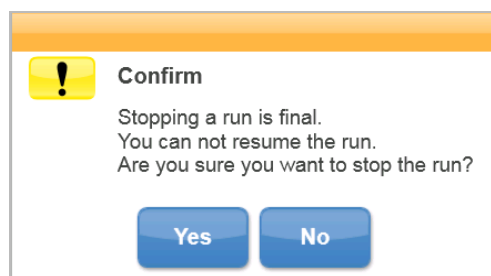 Confirm
Stopping a run is final.
You can not resume the run.
Are you sure you want to stop the run?
Yes
No